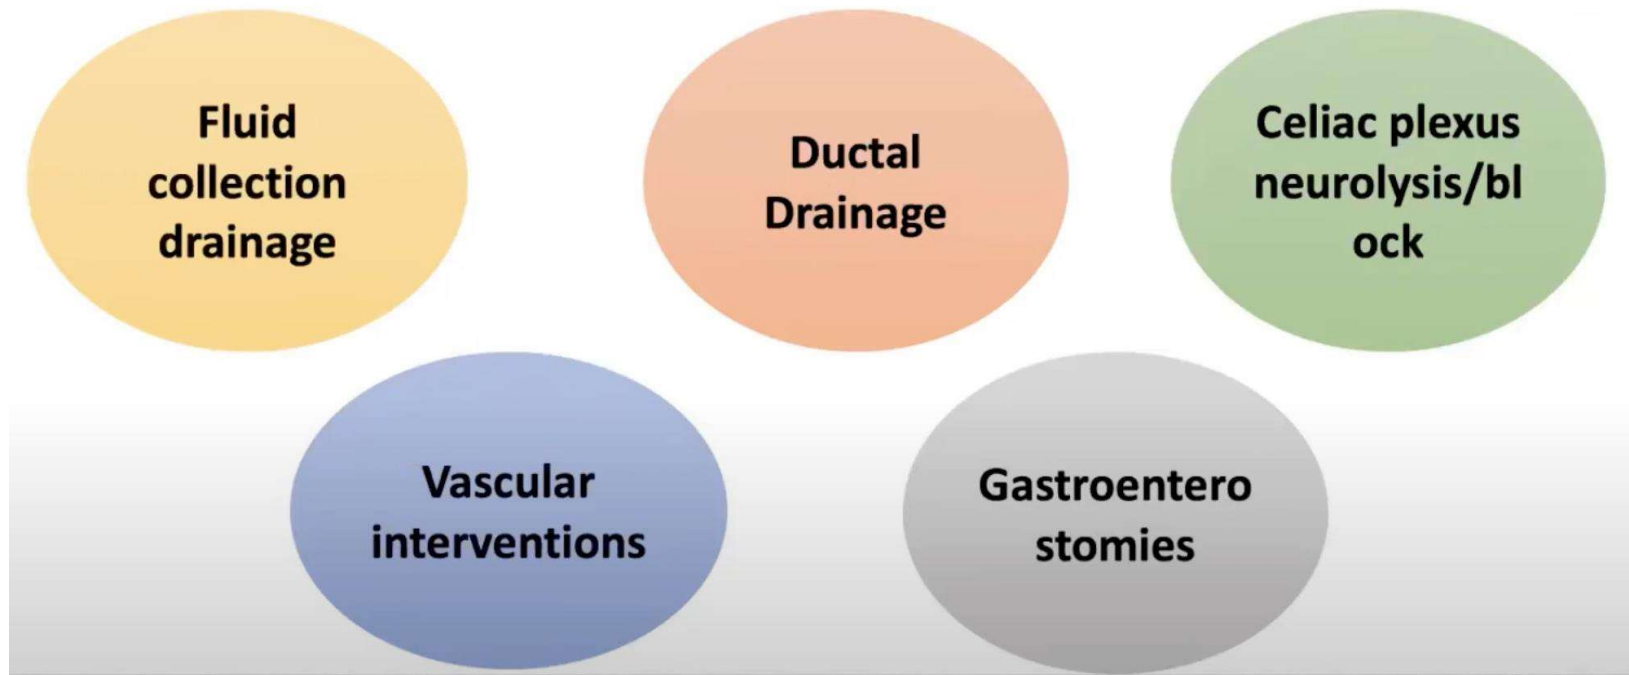 Fluid
collection
drainage
Ductal
Drainage
Celiac plexus
neurolysis/bl
ock
Vascular
interventions
Gastroentero
stomies